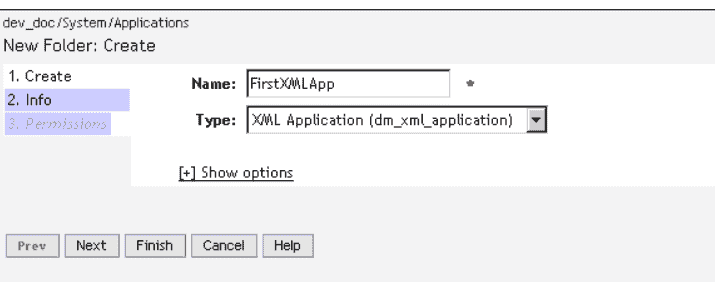 dev_doc/System/Applications
New Folder: Create
1. Create
2. Info
3. Permissions
Name: FirstXMLApp *
Type: XML Application (dm_xml_application)
[+] Show options
Prev Next Finish Cancel Help